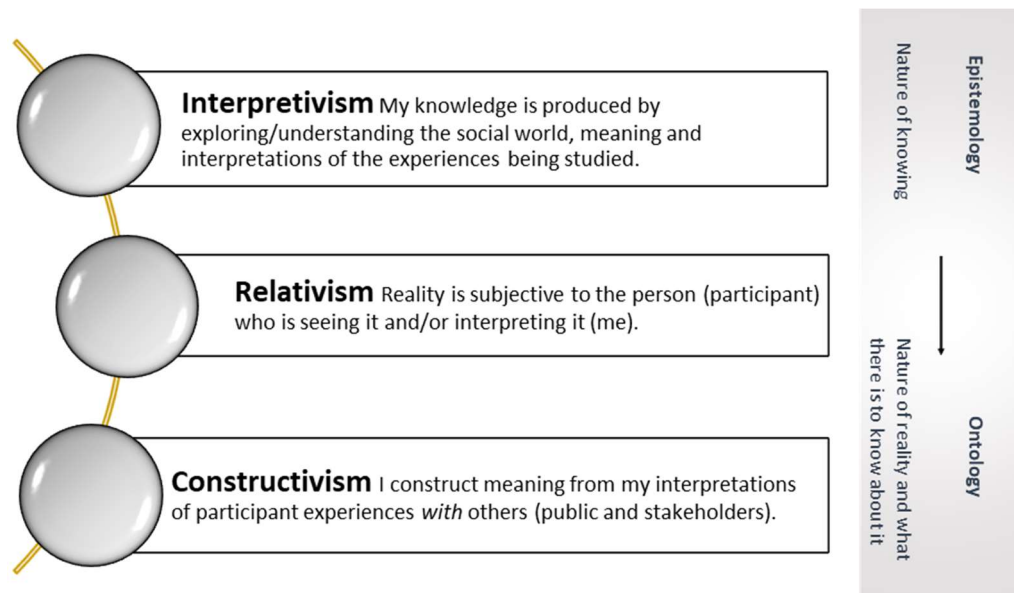 Interpretivism My knowledge is produced by
exploring/understanding the social world, meaning and
interpretations of the experiences being studied.
Relativism Reality is subjective to the person (participant)
who is seeing it and/or interpreting it (me).
Constructivism I construct meaning from my interpretations
of participant experiences with others (public and stakeholders).
Epistemology
Nature of knowing
Ontology
Nature of reality and what
there is to know about it